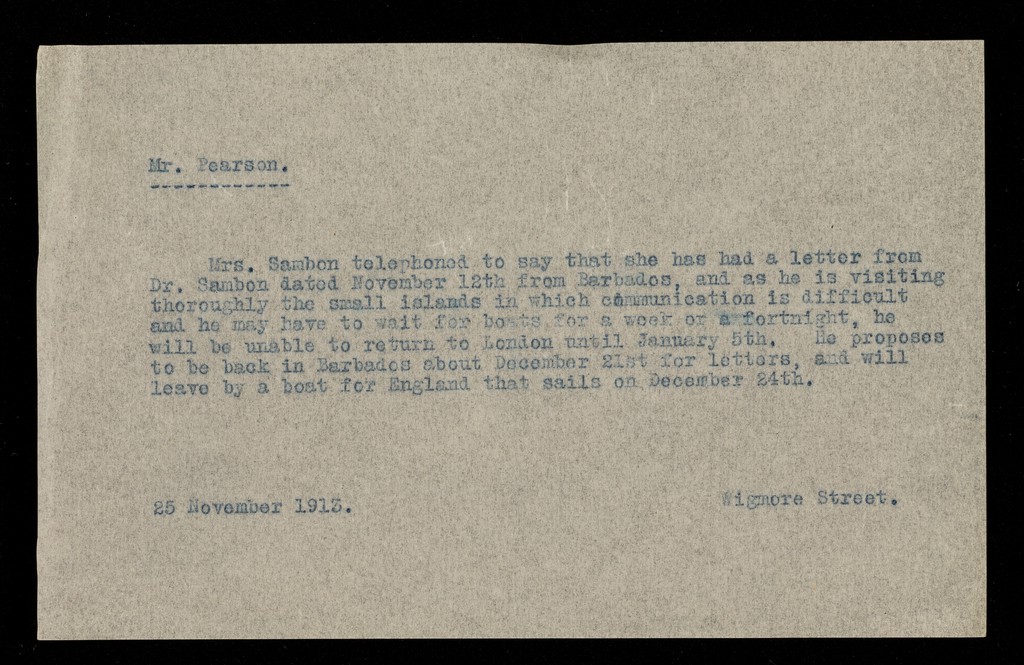 Mr. Pearson.
------------
Mrs. Sambon telephoned to say that she has had a letter from
Dr. Sambon dated November 12th from Barbados, and as he is visiting
thoroughly the small islands in which communication is difficult
and he may have to wait for boats for a week or a fortnight, he
will be unable to return to London until January 5th. He proposes
to be back in Barbados about December 21st for letters, and will
leave by a boat for England that sails on December 24th.
25 November 1913.
Wigmore Street.